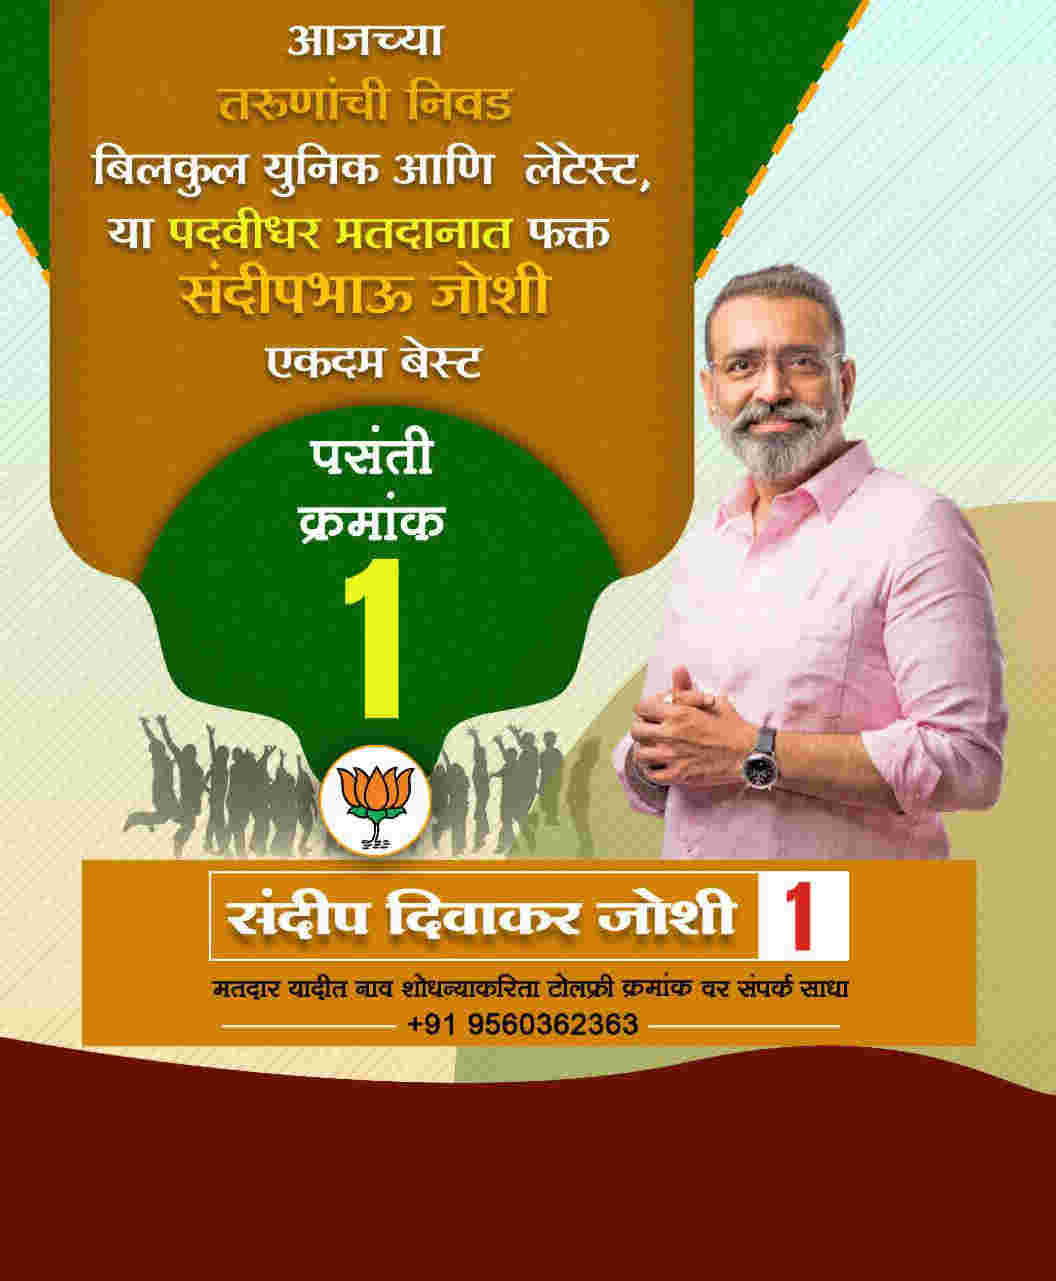 आजच्या
तरुणांची निवड
बिलकुल युनिक आणि लेटेस्ट,
या पदवीधर मतदानात फक्त
संदीपभाऊ जोशी
एकदम बेस्ट
पसंती
क्रमांक
1
संदीप दिवाकर जोशी 1
मतदार यादीत नाव शोधन्याकरिता टोलफ्री क्रमांक वर संपर्क साधा
+91 9560362363